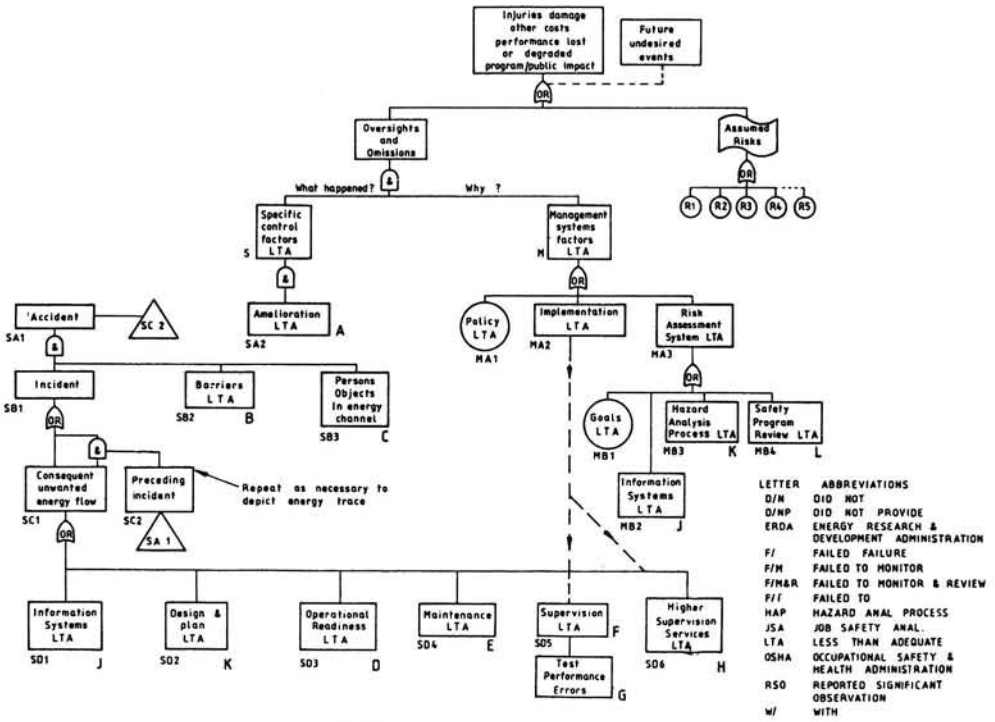 Injuries damage
other costs
performance lost
or degraded
program/public impact
Future
undesired
events
OR
Oversights
and
Omissions
Assumed
Risks
&
OR
What happened?
Why ?
R1
R2
R3
R4
R5
Specific
control
factors
LTA
S
Management
systems
factors
LTA
M
&
OR
'Accident
SA1
SC 2
Amelioration
LTA
SA2
A
Policy
LTA
MA1
Implementation
LTA
MA2
Risk
Assessment
System LTA
MA3
&
OR
Incident
SB1
Barriers
LTA
SB2
B
Persons
Objects
In energy
channel
SB3
C
Goals
LTA
MB1
Hazard
Analysis
Process LTA
MB3
K
Safety
Program
Review LTA
MB4
L
OR
&
Consequent
unwanted
energy flow
SC1
Preceding
incident
SC2
SA 1
Repeat as necessary to
depict energy trace
Information
Systems
LTA
MB2
J
OR
Information
Systems
LTA
SD1
J
Design &
plan
LTA
SD2
K
Operational
Readiness
LTA
SD3
D
Maintenance
LTA
SD4
E
Supervision
LTA
SD5
F
Higher
Supervision
Services
LTA
SD6
H
Test
Performance
Errors
G
LETTER ABBREVIATIONS
D/N DID NOT
D/NP DID NOT PROVIDE
ERDA ENERGY RESEARCH &
DEVELOPMENT ADMINISTRATION
F/ FAILED FAILURE
F/M FAILED TO MONITOR
F/M&R FAILED TO MONITOR & REVIEW
FAILED TO
HAP HAZARD ANAL PROCESS
JSA JOB SAFETY ANAL.
LTA LESS THAN ADEQUATE
OSHA OCCUPATIONAL SAFETY &
HEALTH ADMINISTRATION
RSO REPORTED SIGNIFICANT
OBSERVATION
W/ WITH